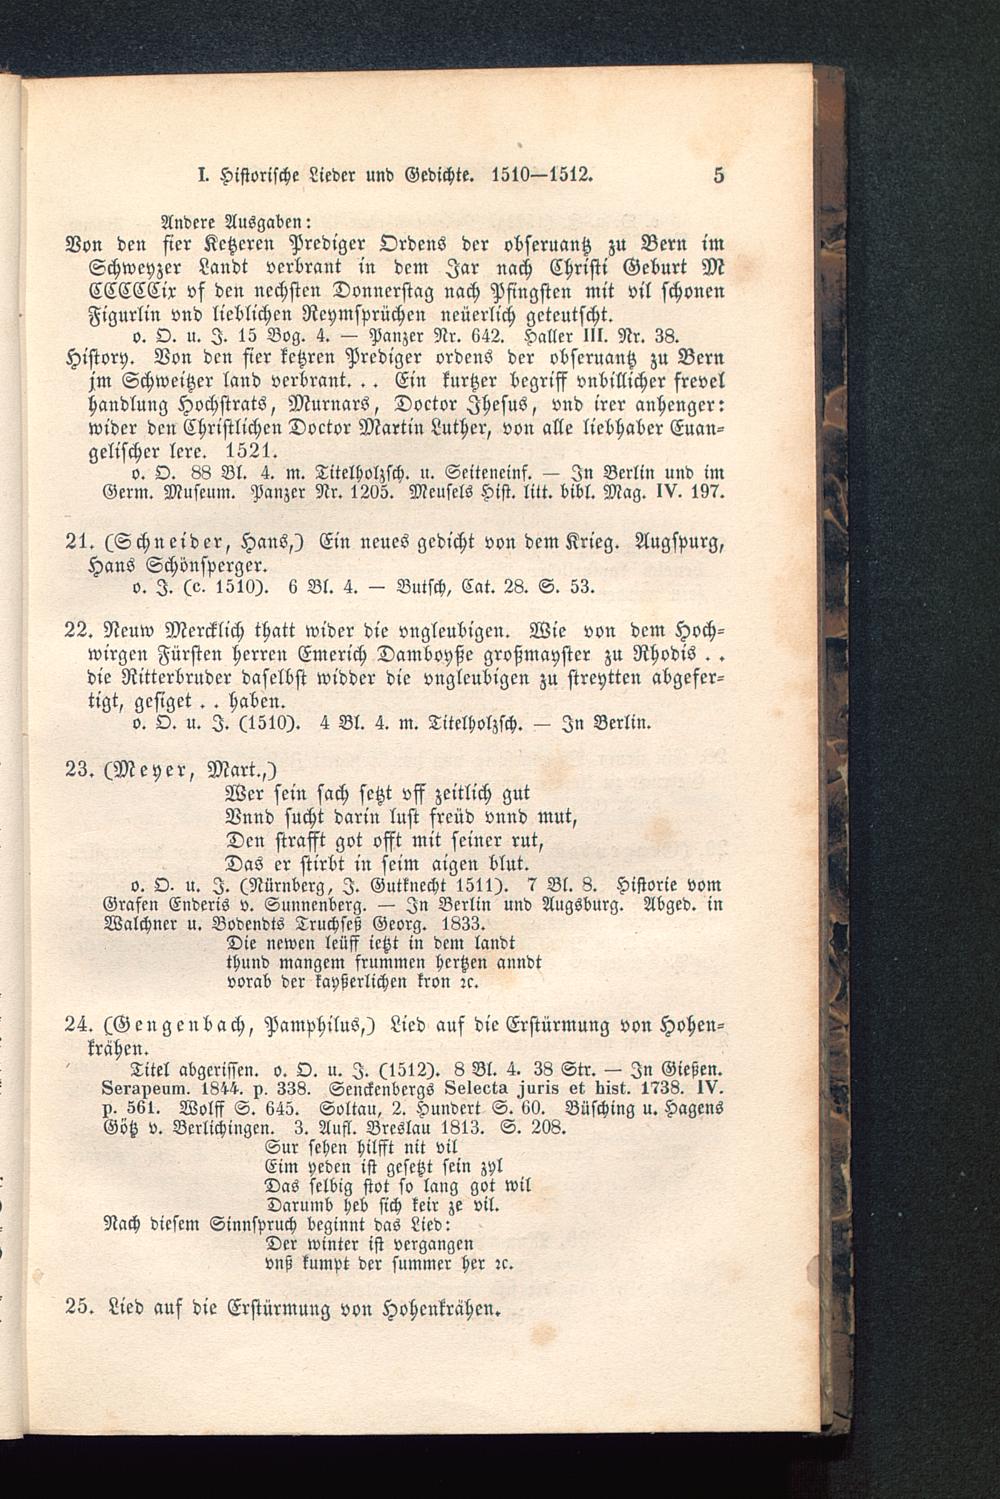 I. Historische Lieder und Gedichte. 1510—1512. 5
Andere Ausgaben:
Von den fier Ketzeren Prediger Ordens der obseruantz zu Bern im
Schweyzer Landt verbrant in dem Jar nach Christi Geburt M
CCCCCix vf den nechsten Donnerstag nach Pfingsten mit vil schonen
Figurlin vnd lieblichen Reymsprüchen neüerlich geteutscht.
o. O. u. J. 15 Bog. 4. — Panzer Nr. 642. Haller III. Nr. 38.
History. Von den fier ketzren Prediger ordens der obseruantz zu Bern
jm Schweitzer land verbrant. . . Ein kurtzer begriff vnbillicher frevel
handlung Hochstrats, Murnars, Doctor Jhesus, vnd irer anhenger:
wider den Christlichen Doctor Martin Luther, von alle liebhaber Euan-
gelischer lere. 1521.
o. O. 88 Bl. 4. m. Titelholzsch. u. Seiteneinf. — In Berlin und im
Germ. Museum. Panzer Nr. 1205. Meusels Hist. litt. bibl. Mag. IV. 197.
21. (Schneider, Hans,) Ein neues gedicht von dem Krieg. Augspurg,
Hans Schönsperger.
o. J. (c. 1510). 6 Bl. 4. — Butsch, Cat. 28. S. 53.
22. Neuw Mercklich thatt wider die vngleubigen. Wie von dem Hoch-
wirgen Fürsten herren Emerich Damboyße großmayster zu Rhodis . .
die Ritterbruder daselbst widder die vngleubigen zu streytten abgefer-
tigt, gesiget . . haben.
o. O. u. J. (1510). 4 Bl. 4. m. Titelholzsch. — In Berlin.
23. (Meyer, Mart.,)
Wer sein sach setzt vff zeitlich gut
Vnnd sucht darin lust freüd vnnd mut,
Den strafft got offt mit seiner rut,
Das er stirbt in seim aigen blut.
o. O. u. J. (Nürnberg, J. Gutknecht 1511). 7 Bl. 8. Historie vom
Grafen Enderis v. Sunnenberg. — In Berlin und Augsburg. Abged. in
Walchner u. Bodendts Truchseß Georg. 1833.
Die newen leüff ietzt in dem landt
thund mangem frummen hertzen anndt
vorab der kayßerlichen kron ꝛc.
24. (Gengenbach, Pamphilus,) Lied auf die Erstürmung von Hohen-
krähen.
Titel abgerissen. o. O. u. J. (1512). 8 Bl. 4. 38 Str. — In Gießen.
Serapeum. 1844. p. 338. Senckenbergs Selecta juris et hist. 1738. IV.
p. 561. Wolff S. 645. Soltau, 2. Hundert S. 60. Büsching u. Hagens
Götz v. Berlichingen. 3. Aufl. Breslau 1813. S. 208.
Sur sehen hilfft nit vil
Eim yeden ist gesetzt sein zyl
Das selbig stot so lang got wil
Darumb heb sich keir ze vil.
Nach diesem Sinnspruch beginnt das Lied:
Der winter ist vergangen
vnß kumpt der summer her ꝛc.
25. Lied auf die Erstürmung von Hohenkrähen.